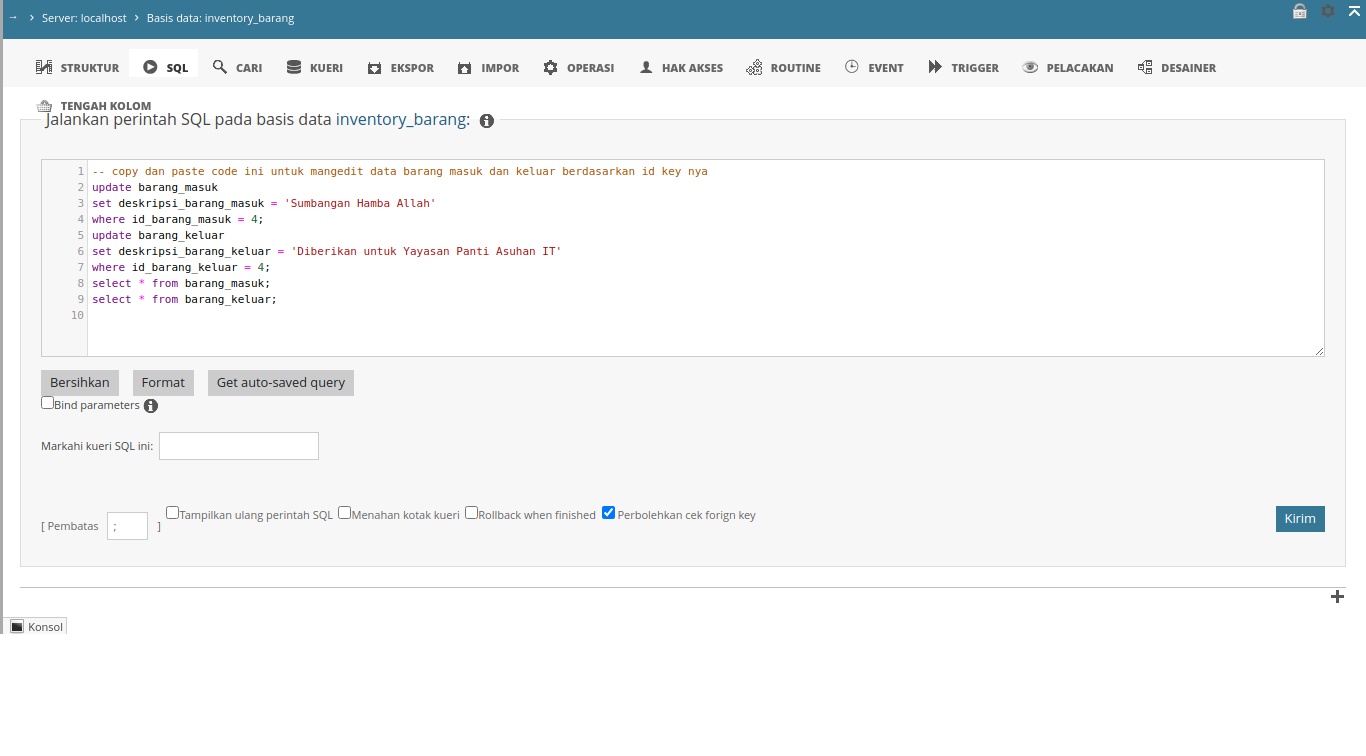 → › Server: localhost › Basis data: inventory_barang
STRUKTUR SQL CARI KUERI EKSPOR IMPOR OPERASI HAK AKSES ROUTINE EVENT TRIGGER PELACAKAN DESAINER
TENGAH KOLOM
Jalankan perintah SQL pada basis data inventory_barang:
1 -- copy dan paste code ini untuk mangedit data barang masuk dan keluar berdasarkan id key nya
2 update barang_masuk
3 set deskripsi_barang_masuk = 'Sumbangan Hamba Allah'
4 where id_barang_masuk = 4;
5 update barang_keluar
6 set deskripsi_barang_keluar = 'Diberikan untuk Yayasan Panti Asuhan IT'
7 where id_barang_keluar = 4;
8 select * from barang_masuk;
9 select * from barang_keluar;
10
Bersihkan Format Get auto-saved query
Bind parameters
Markahi kueri SQL ini:
[ Pembatas ; ] Tampilkan ulang perintah SQL Menahan kotak kueri Rollback when finished Perbolehkan cek forign key
Kirim
Konsol